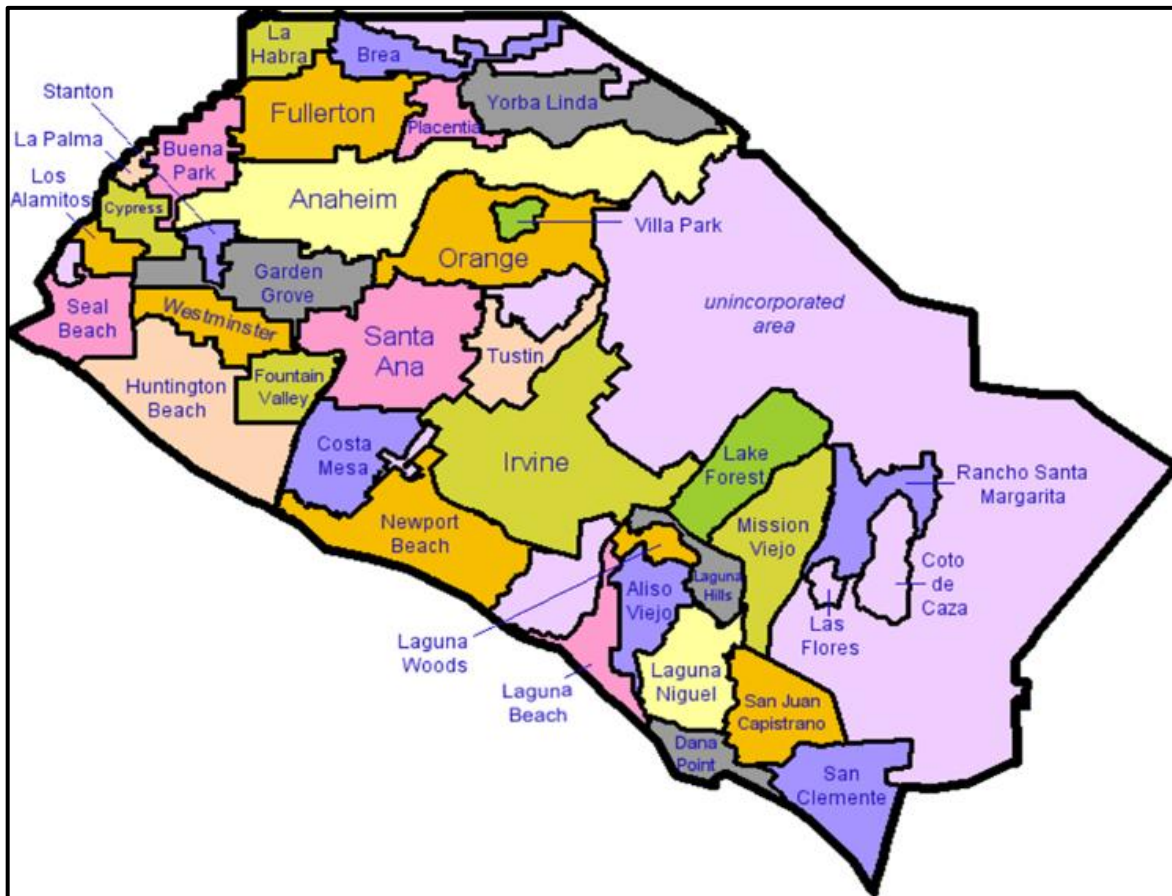 La
Habra
Brea
Stanton
Fullerton
Yorba Linda
Placentia
La Palma
Buena
Park
Los
Alamitos
Anaheim
Cypress
Villa Park
Orange
Garden
Grove
unincorporated
area
Seal
Beach
Westminster
Santa
Ana
Tustin
Huntington
Beach
Fountain
Valley
Costa
Mesa
Irvine
Lake
Forest
Rancho Santa
Margarita
Newport
Beach
Mission
Viejo
Coto
de
Caza
Laguna
Hills
Aliso
Viejo
Las
Flores
Laguna
Woods
Laguna
Niguel
Laguna
Beach
San Juan
Capistrano
Dana
Point
San
Clemente